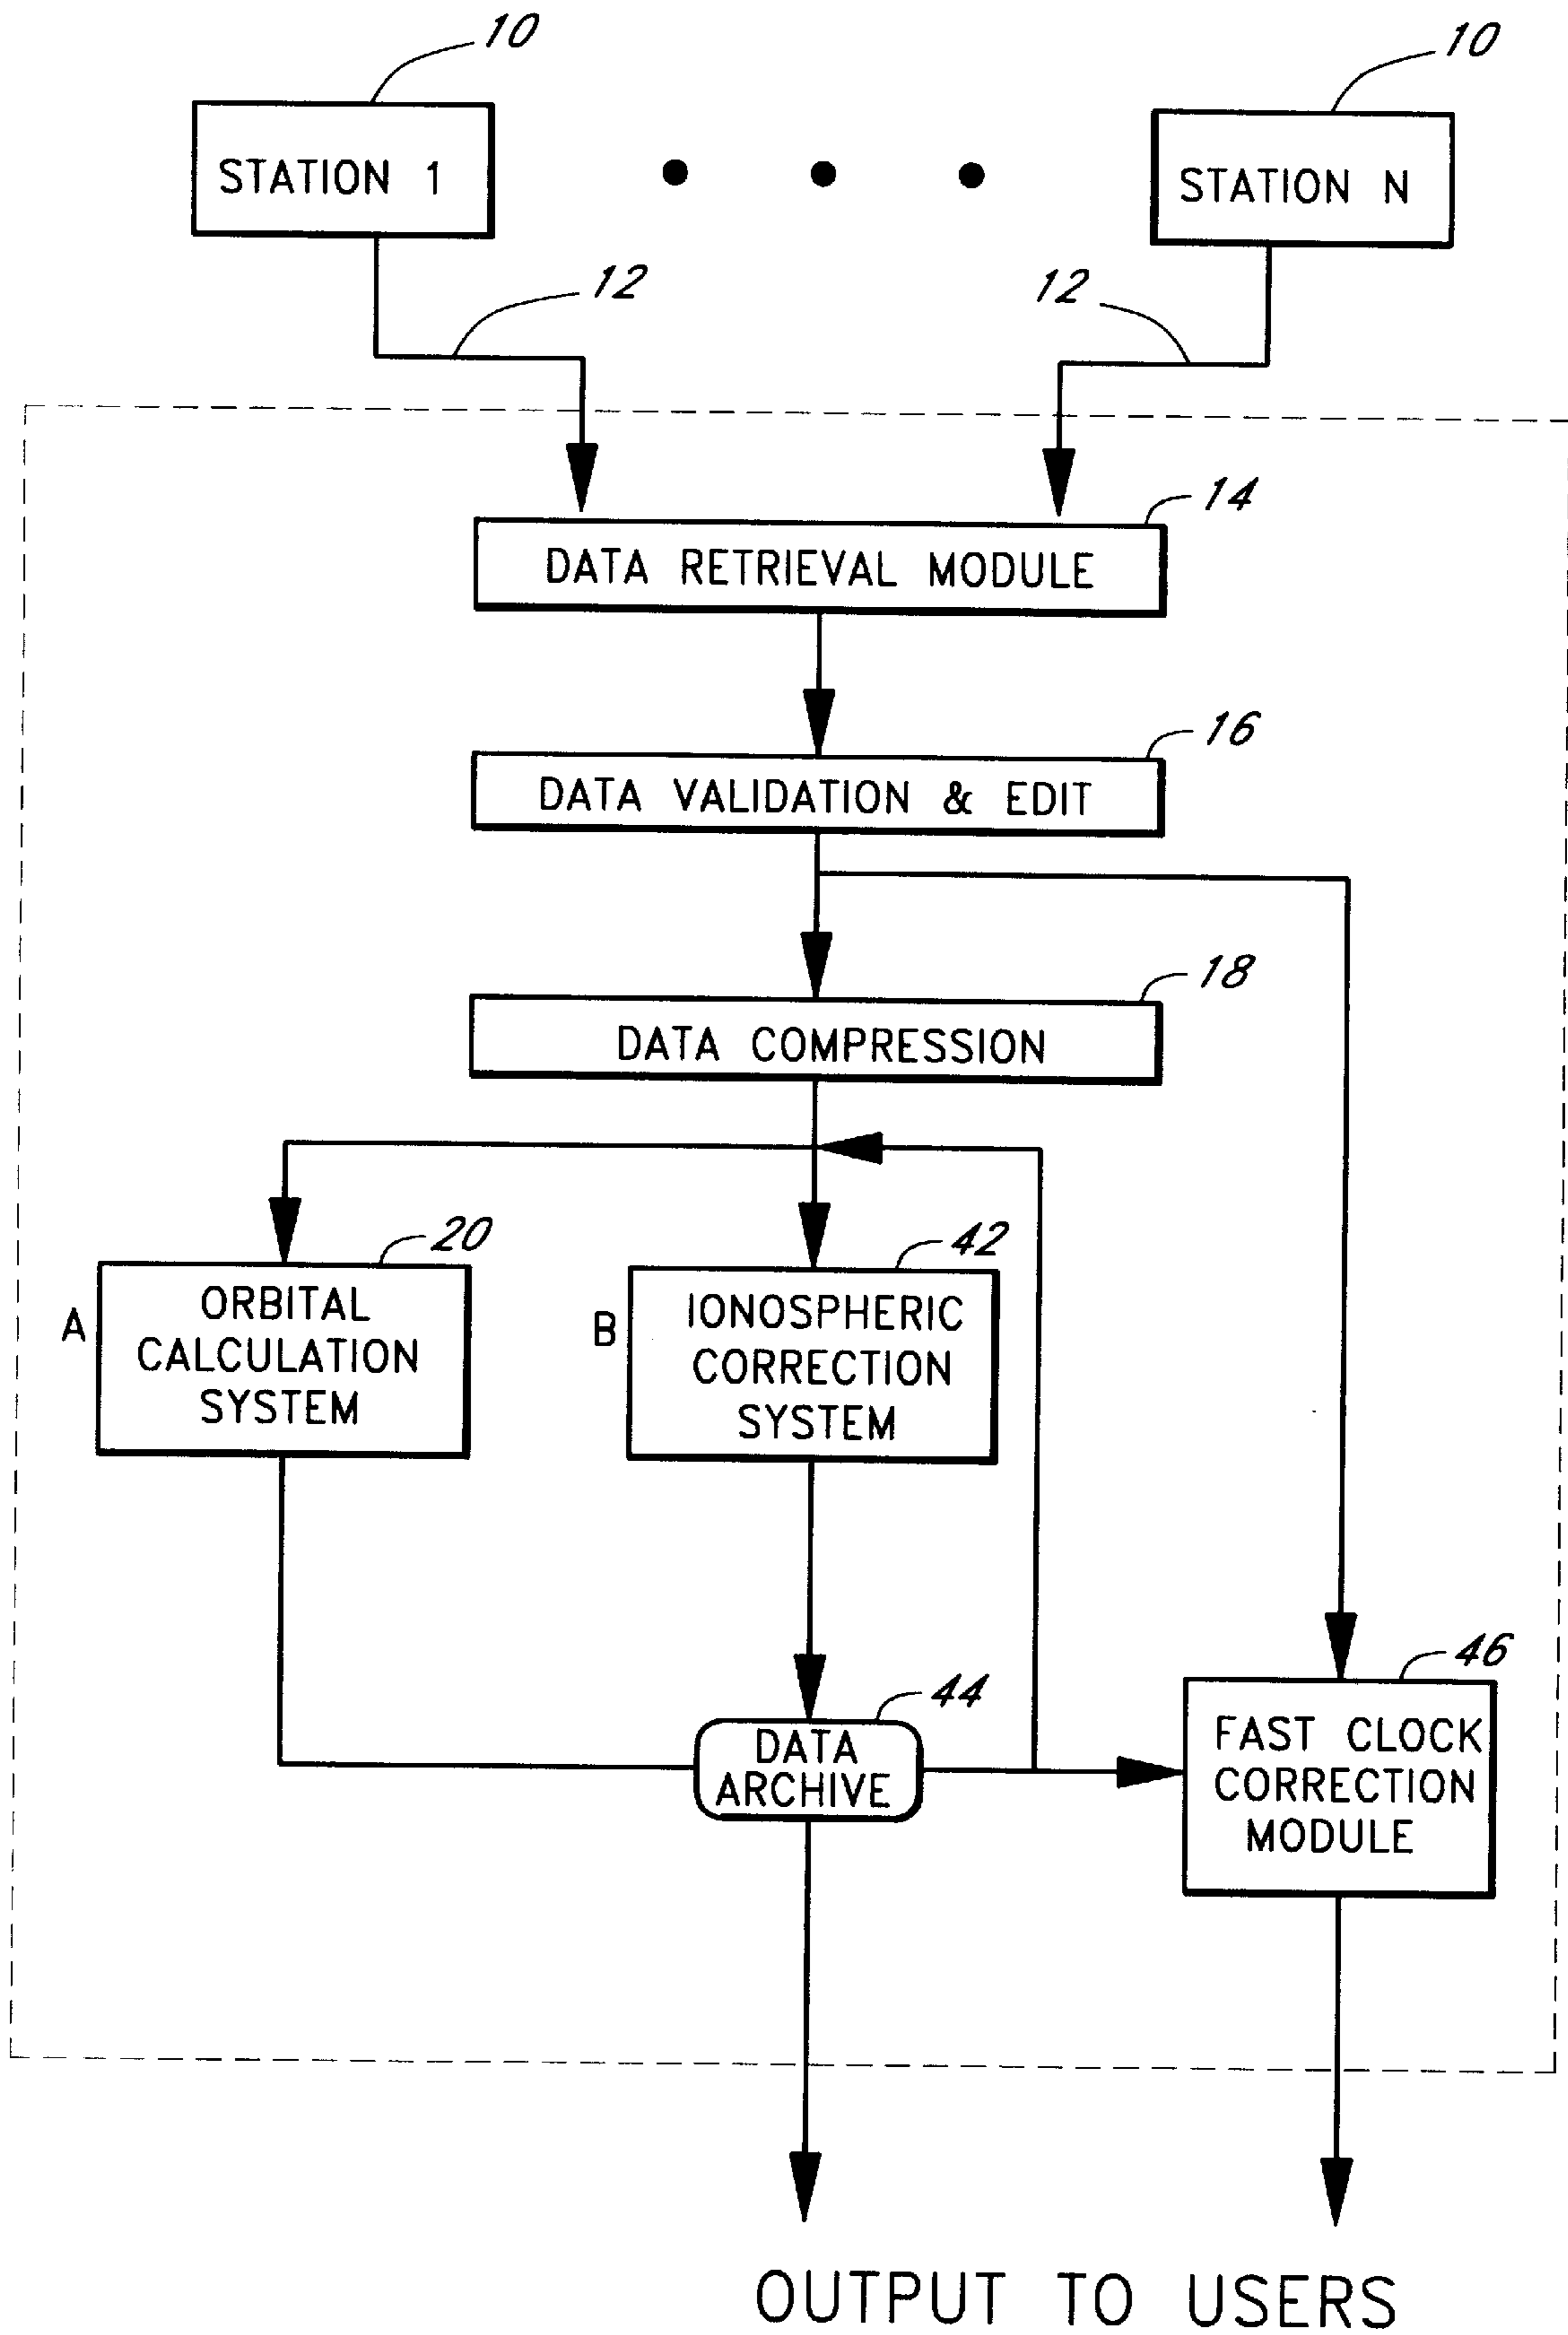 10
10
STATION 1
STATION N
12
12
14
DATA RETRIEVAL MODULE
16
DATA VALIDATION & EDIT
18
DATA COMPRESSION
20
42
A
ORBITAL
CALCULATION
SYSTEM
B
IONOSPHERIC
CORRECTION
SYSTEM
44
46
DATA
ARCHIVE
FAST CLOCK
CORRECTION
MODULE
OUTPUT TO USERS